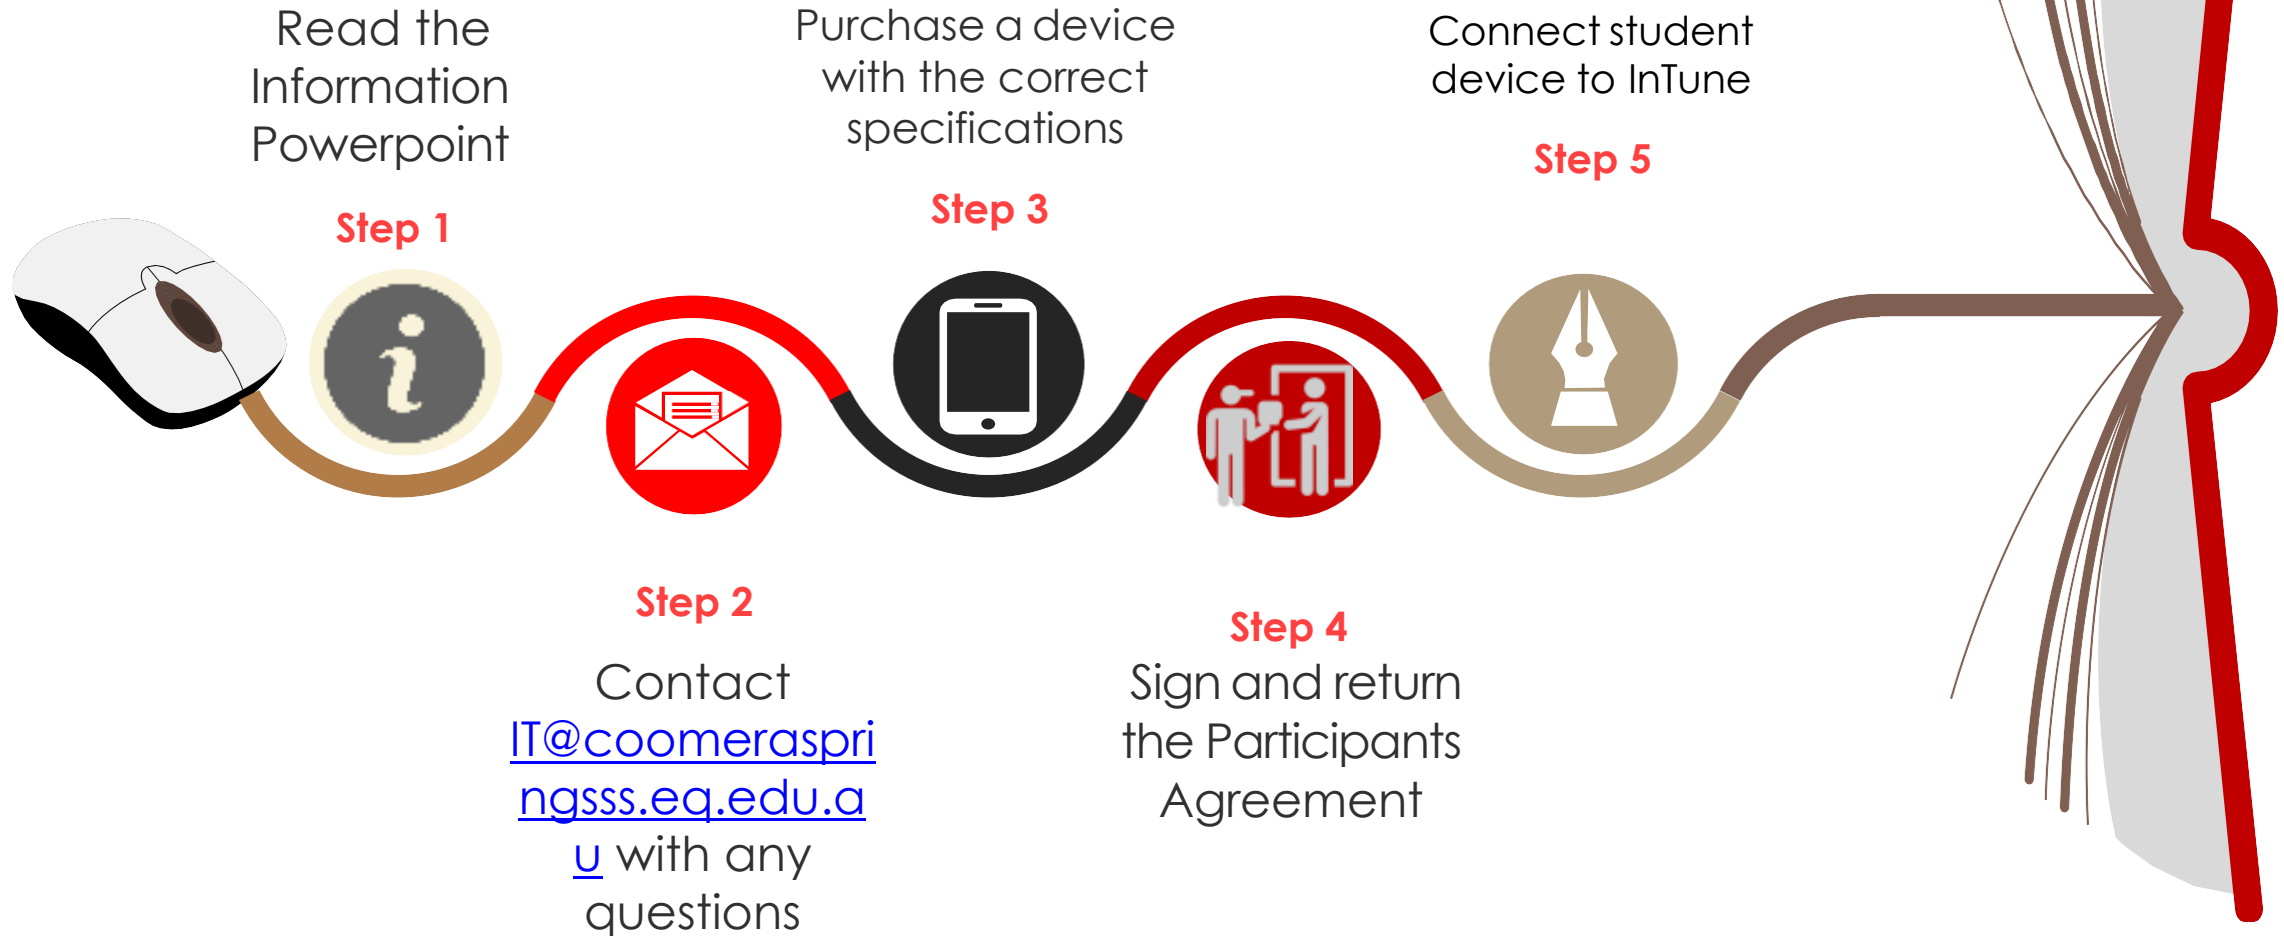 Read the
Information
Powerpoint
Step 1
Step 2
Contact
IT@coomeraspri
ngsss.eq.edu.a
u with any
questions
Purchase a device
with the correct
specifications
Step 3
Step 4
Sign and return
the Participants
Agreement
Connect student
device to InTune
Step 5